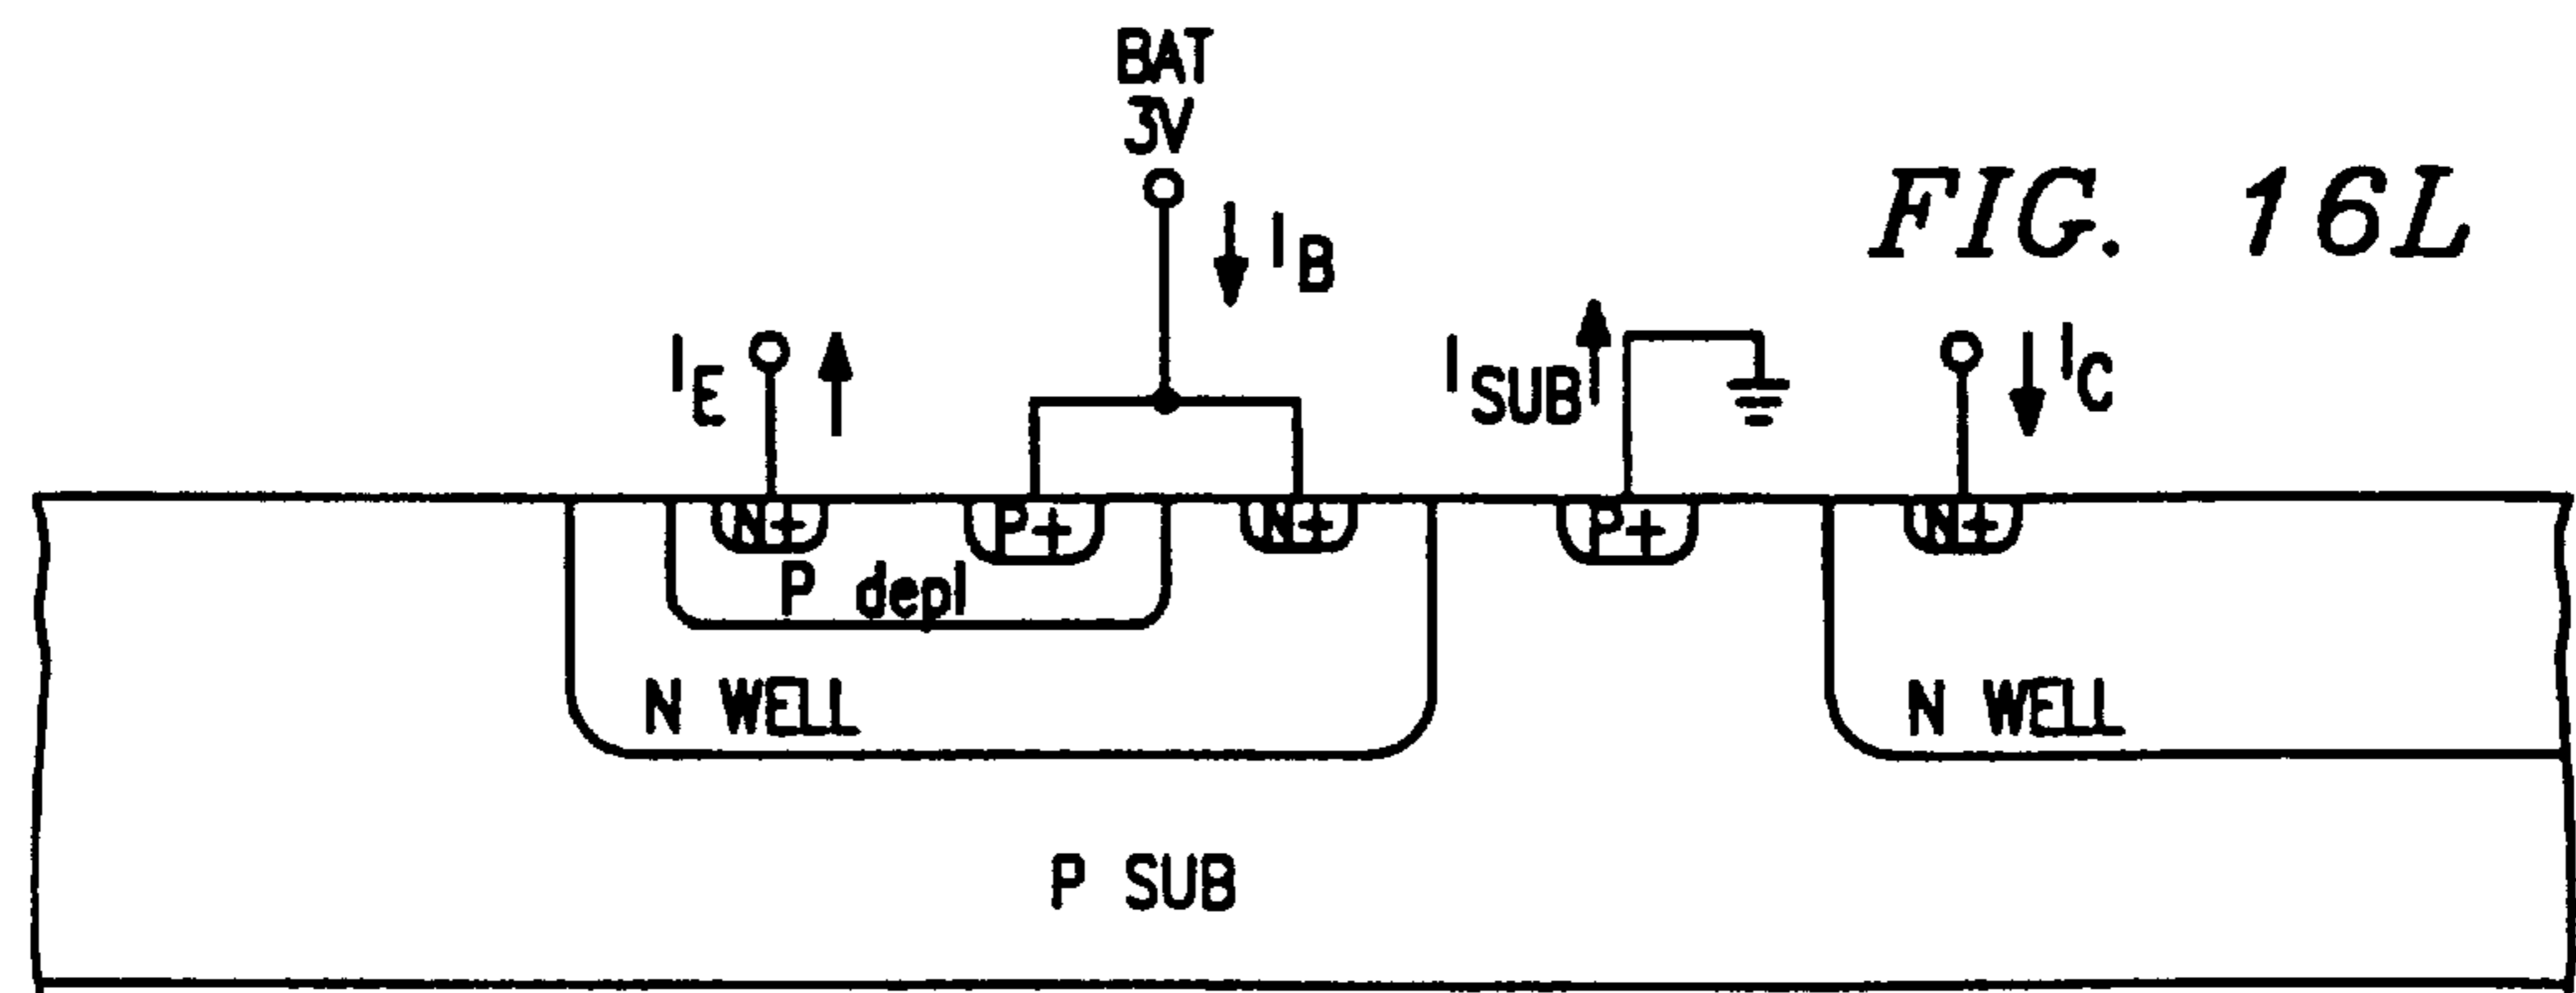 BAT
3V
FIG. 16L
I_B
I_E
I_SUB
I_C
N+
P+
N+
P+
N+
P depl
N WELL
N WELL
P SUB